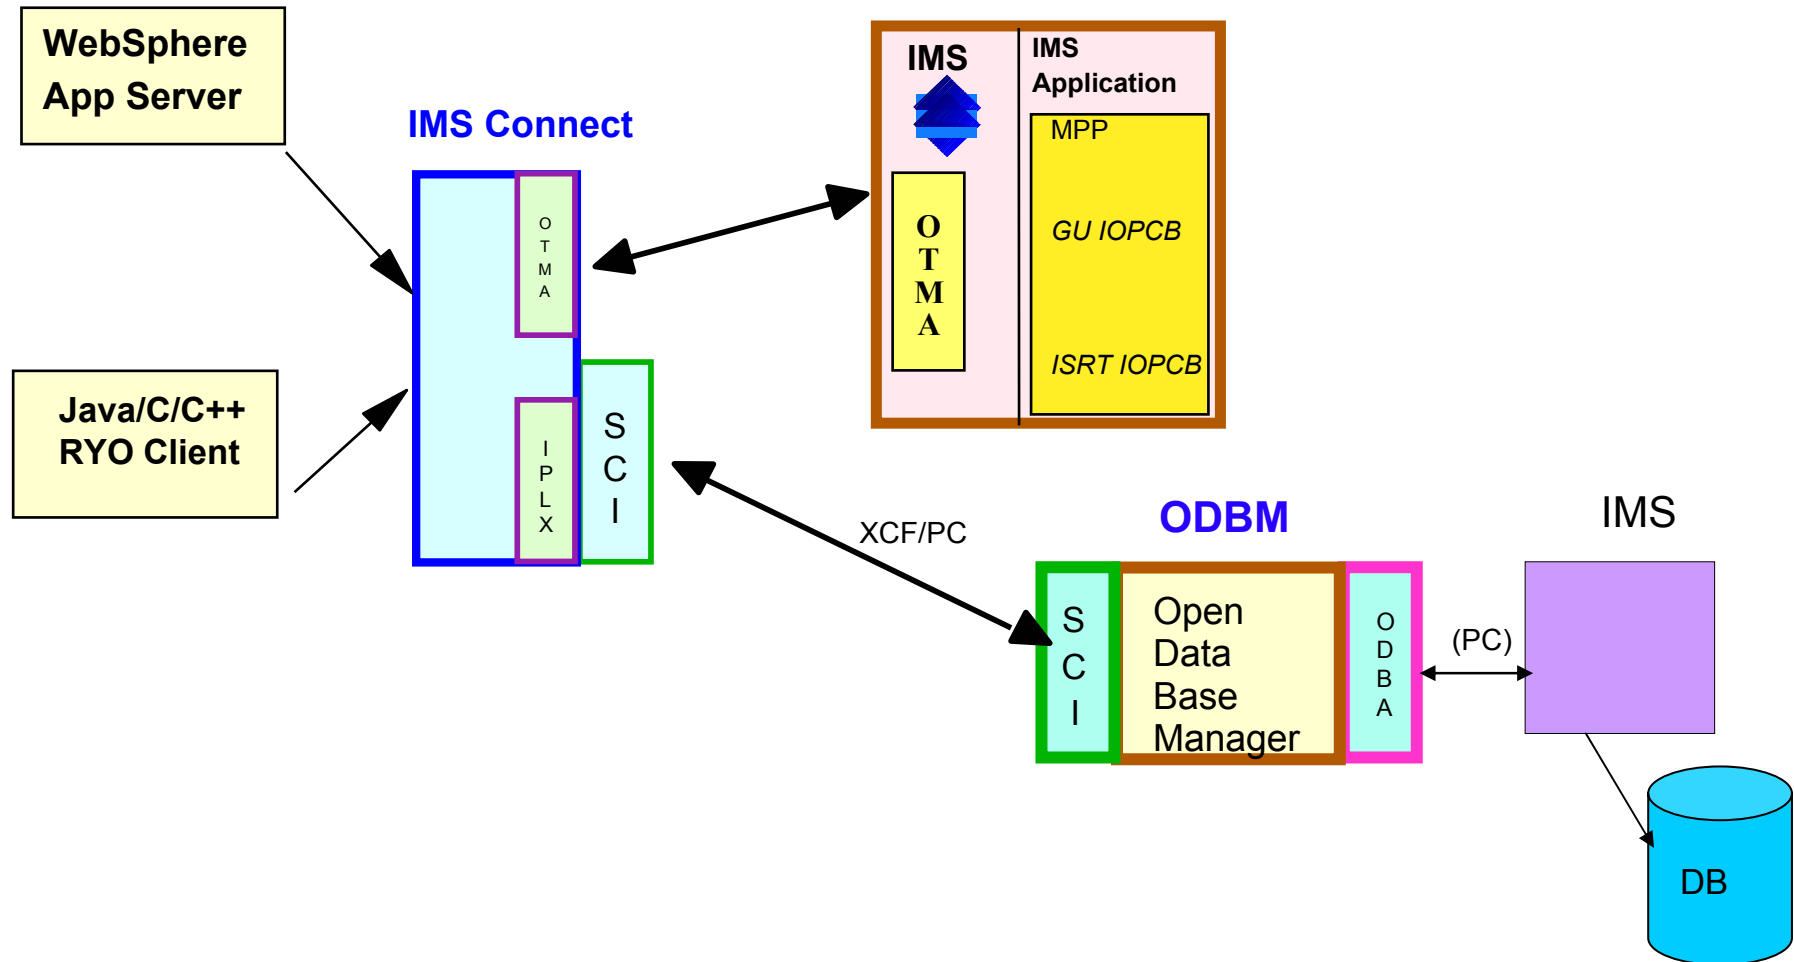 WebSphere
App Server
IMS Connect
O
T
M
A
I
P
L
X
S
C
I
Java/C/C++
RYO Client
IMS
O
T
M
A
IMS
Application
MPP
GU IOPCB
ISRT IOPCB
XCF/PC
ODBM
S
C
I
Open
Data
Base
Manager
O
D
B
A
(PC)
IMS
DB